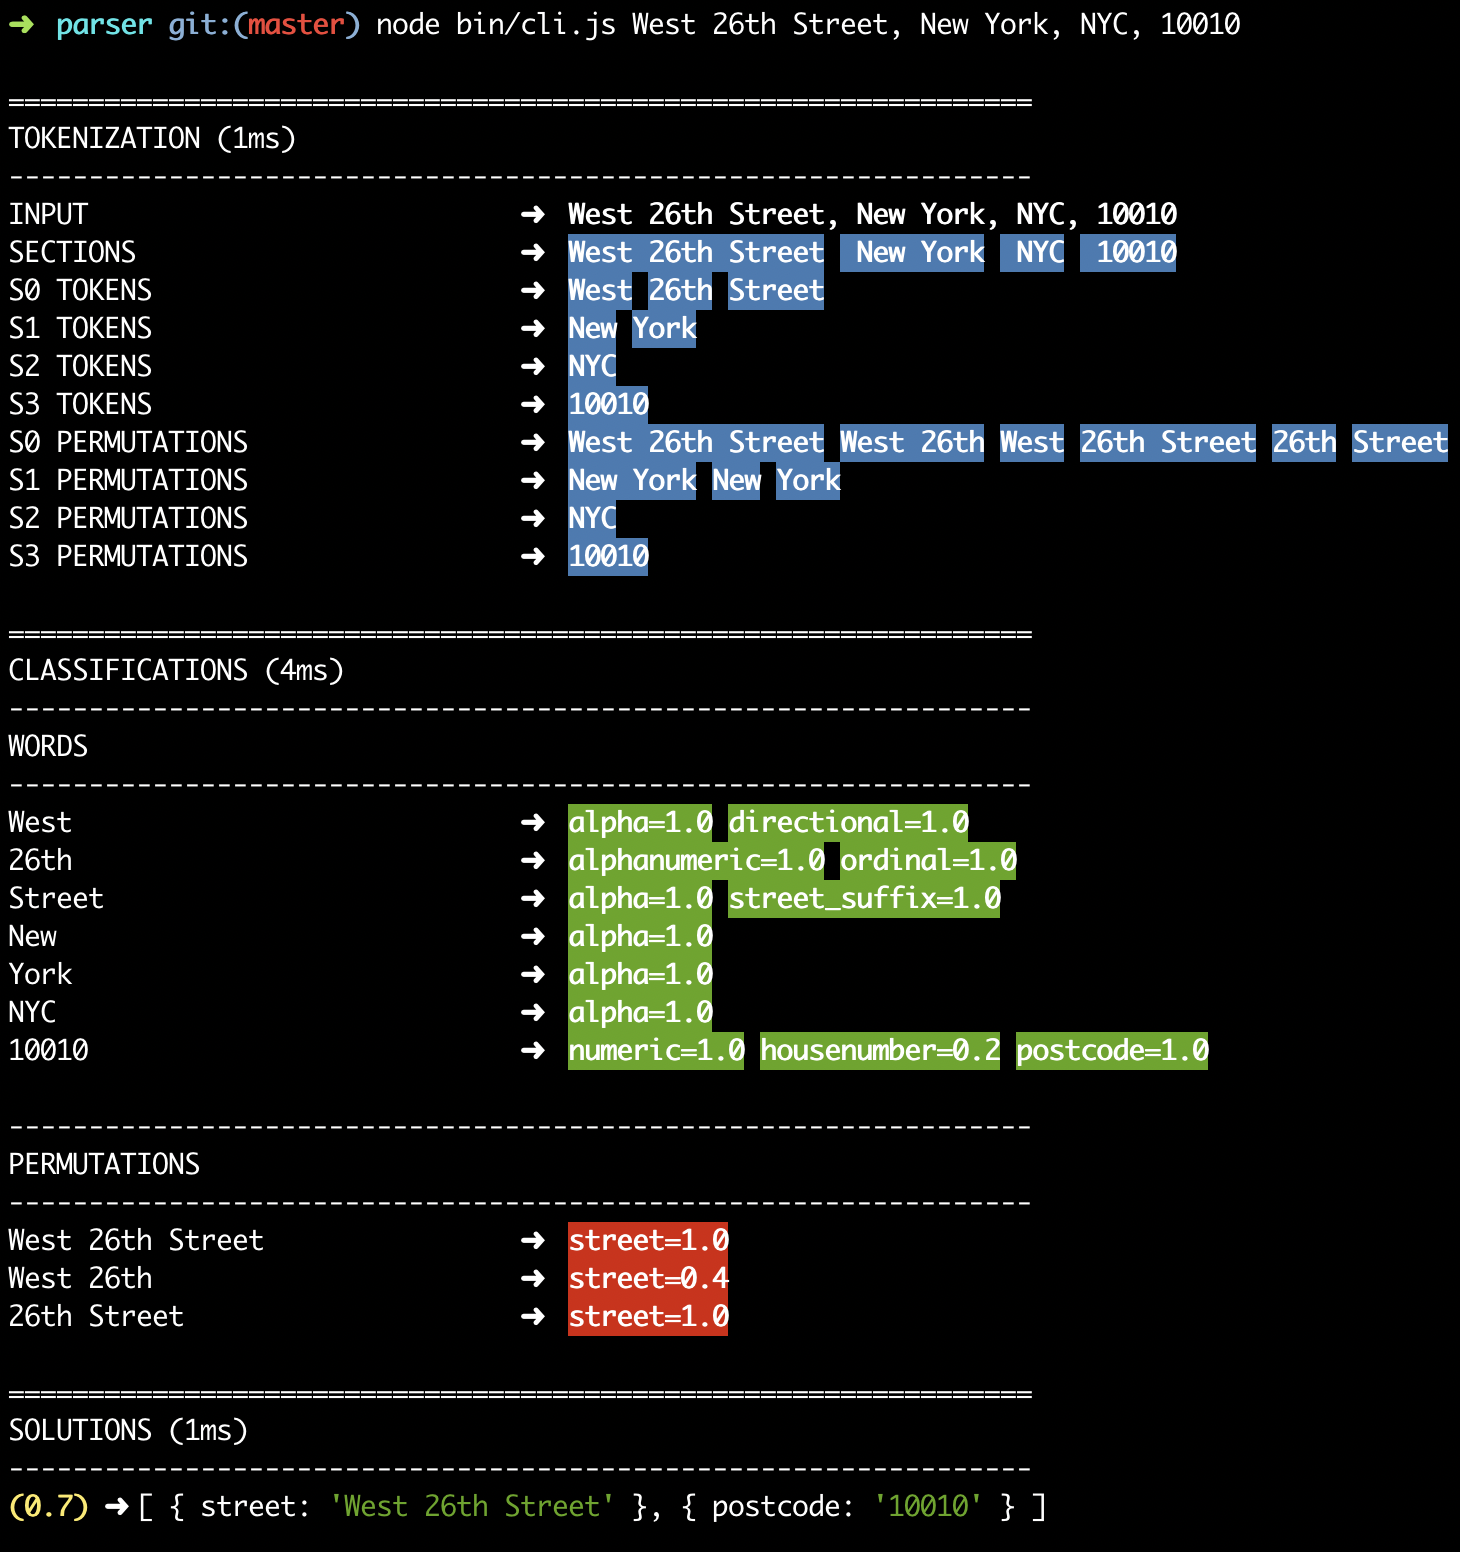 ➜ parser git:(master) node bin/cli.js West 26th Street, New York, NYC, 10010
================================================================
TOKENIZATION (1ms)
----------------------------------------------------------------
INPUT ➜ West 26th Street, New York, NYC, 10010
SECTIONS ➜ West 26th Street New York NYC 10010
S0 TOKENS ➜ West 26th Street
S1 TOKENS ➜ New York
S2 TOKENS ➜ NYC
S3 TOKENS ➜ 10010
S0 PERMUTATIONS ➜ West 26th Street West 26th West 26th Street 26th Street
S1 PERMUTATIONS ➜ New York New York
S2 PERMUTATIONS ➜ NYC
S3 PERMUTATIONS ➜ 10010
================================================================
CLASSIFICATIONS (4ms)
----------------------------------------------------------------
WORDS
----------------------------------------------------------------
West ➜ alpha=1.0 directional=1.0
26th ➜ alphanumeric=1.0 ordinal=1.0
Street ➜ alpha=1.0 street_suffix=1.0
New ➜ alpha=1.0
York ➜ alpha=1.0
NYC ➜ alpha=1.0
10010 ➜ numeric=1.0 housenumber=0.2 postcode=1.0
----------------------------------------------------------------
PERMUTATIONS
----------------------------------------------------------------
West 26th Street ➜ street=1.0
West 26th ➜ street=0.4
26th Street ➜ street=1.0
================================================================
SOLUTIONS (1ms)
----------------------------------------------------------------
(0.7) ➜ [ { street: 'West 26th Street' }, { postcode: '10010' } ]